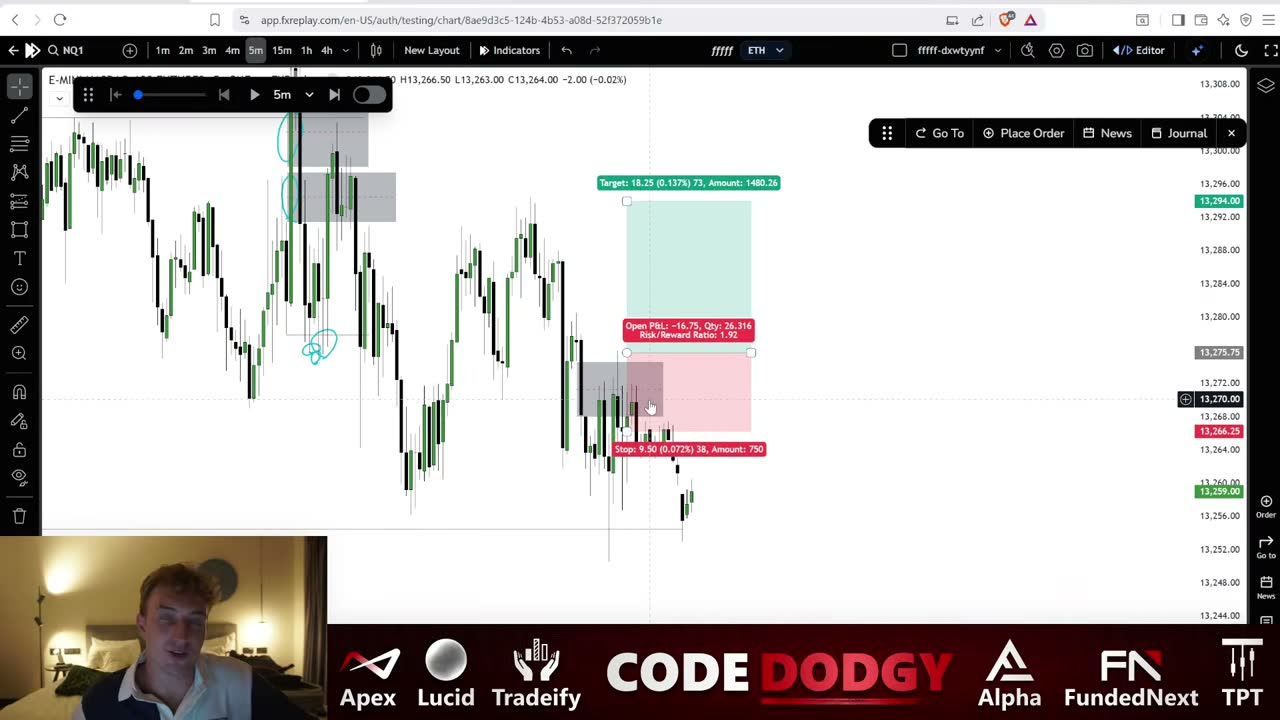 app.fxreplay.com/en-US/auth/testing/chart/8ae9d3c5-124b-4b53-a08d-52f372059b1e
NQ1 1m 2m 3m 4m 5m 15m 1h 4h New Layout Indicators fffff ETH fffff-dxwtyynf Editor
H13,266.50 L13,263.00 C13,264.00 −2.00 (−0.02%)
5m
Go To Place Order News Journal
13,308.00
13,300.00
13,296.00
13,294.00
13,292.00
13,288.00
13,284.00
13,280.00
13,275.75
13,272.00
13,270.00
13,268.00
13,266.25
13,264.00
13,260.00
13,259.00
13,256.00
13,252.00
13,248.00
13,244.00
Target: 18.25 (0.137%) 73, Amount: 1480.26
Open P&L: −16.75, Qty: 26.316
Risk/Reward Ratio: 1.92
Stop: 9.50 (0.072%) 38, Amount: 750
Order
Go to
News
Apex Lucid Tradeify CODE DODGY Alpha FN FundedNext TPT